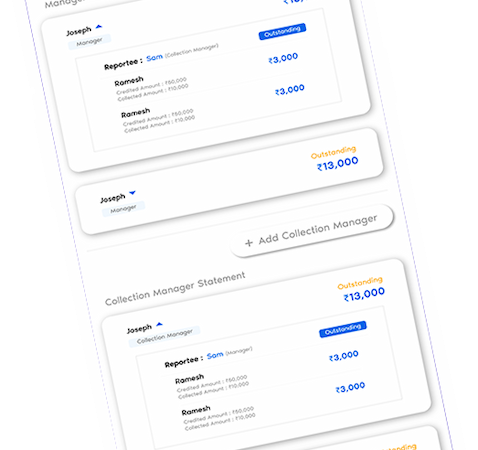 Manager
Joseph
Manager
Reportee : Sam (Collection Manager)
Outstanding
Ramesh
₹3,000
Credited Amount : ₹50,000
Collected Amount : ₹10,000
Ramesh
₹3,000
Credited Amount : ₹50,000
Collected Amount : ₹10,000
Outstanding
₹13,000
Joseph
Manager
+ Add Collection Manager
Collection Manager Statement
Outstanding
₹13,000
Joseph
Collection Manager
Reportee : Sam (Manager)
Outstanding
Ramesh
₹3,000
Credited Amount : ₹50,000
Collected Amount : ₹10,000
Ramesh
₹3,000
Credited Amount : ₹50,000
Collected Amount : ₹10,000
Outstanding